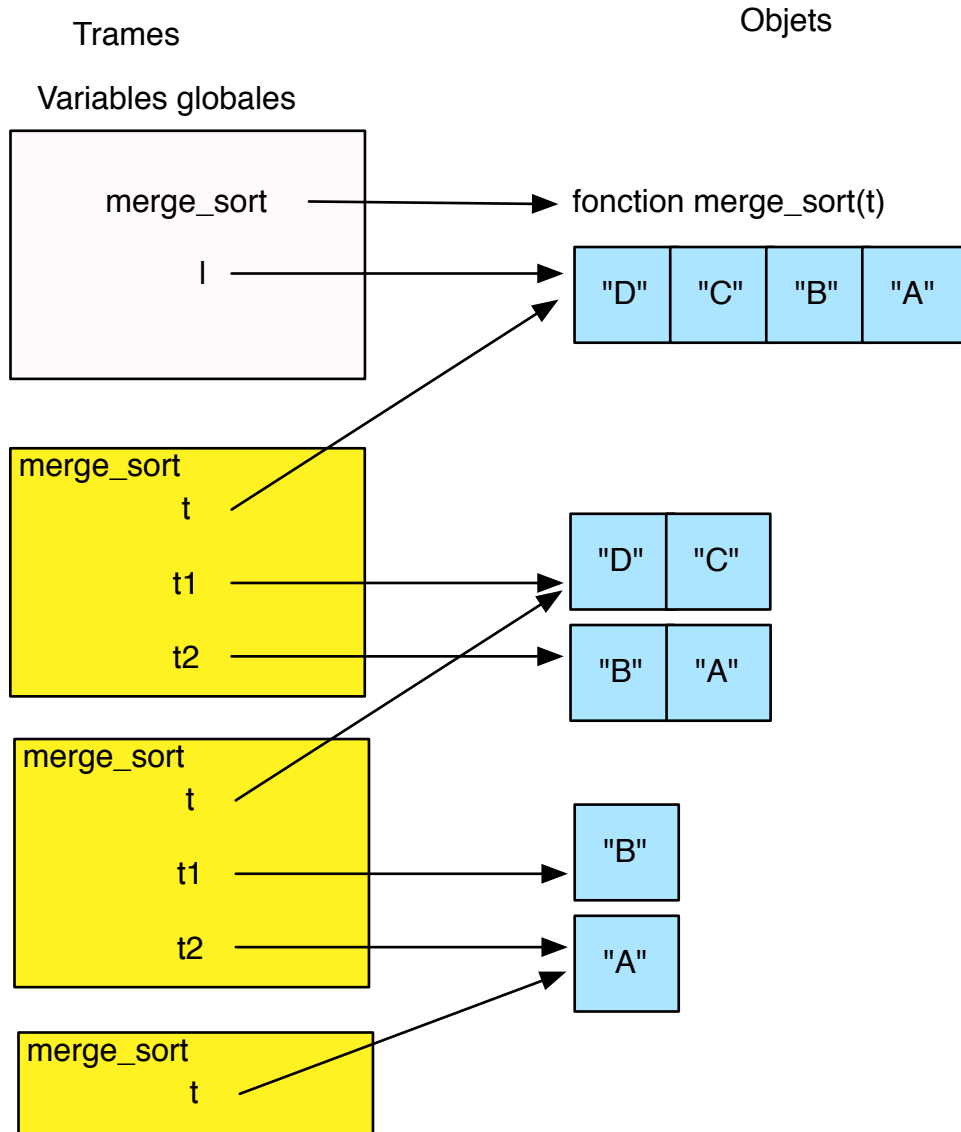 Trames
Objets
Variables globales
merge_sort
fonction merge_sort(t)
l
"D" "C" "B" "A"
merge_sort
t
t1
"D" "C"
t2
"B" "A"
merge_sort
t
t1
"B"
t2
"A"
merge_sort
t